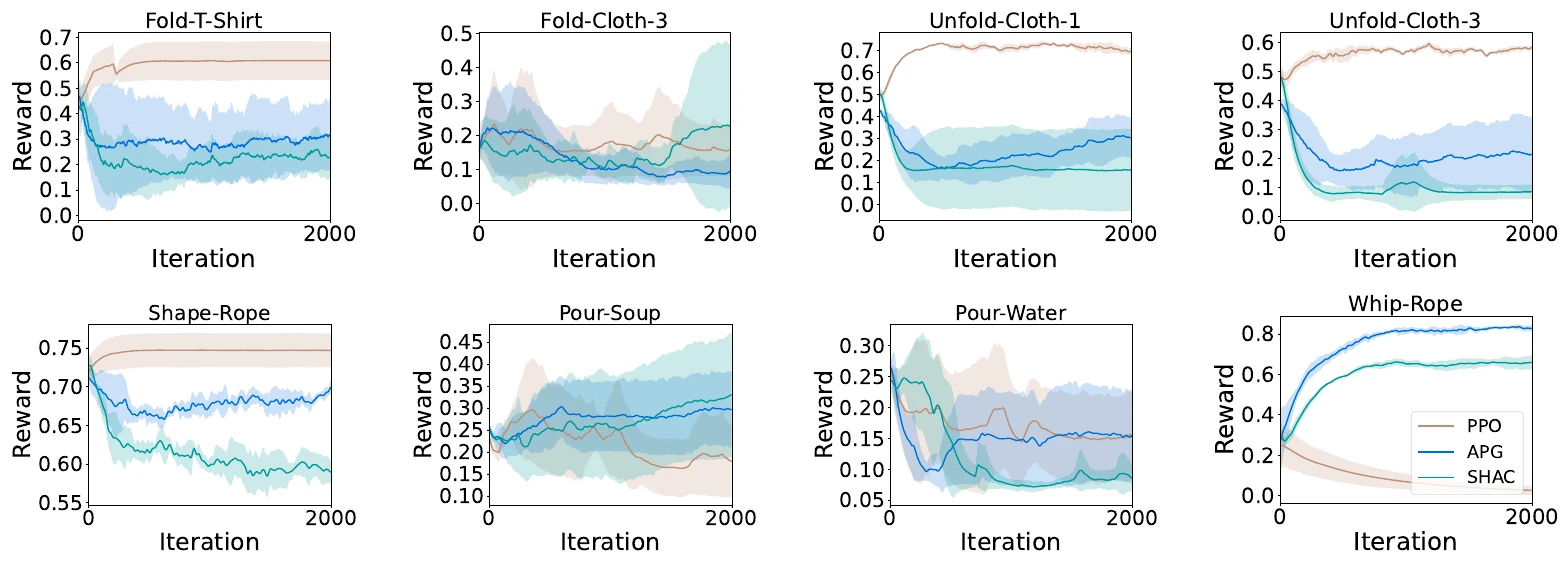 Fold-T-Shirt
Reward
0.7
0.6
0.5
0.4
0.3
0.2
0.1
0.0
0
2000
Iteration
Fold-Cloth-3
Reward
0.5
0.4
0.3
0.2
0.1
0.0
0
2000
Iteration
Unfold-Cloth-1
Reward
0.7
0.6
0.5
0.4
0.3
0.2
0.1
0.0
0
2000
Iteration
Unfold-Cloth-3
Reward
0.6
0.5
0.4
0.3
0.2
0.1
0.0
0
2000
Iteration
Shape-Rope
Reward
0.75
0.70
0.65
0.60
0.55
0
2000
Iteration
Pour-Soup
Reward
0.45
0.40
0.35
0.30
0.25
0.20
0.15
0.10
0
2000
Iteration
Pour-Water
Reward
0.30
0.25
0.20
0.15
0.10
0.05
0
2000
Iteration
Whip-Rope
Reward
0.8
0.6
0.4
0.2
0.0
PPO
APG
SHAC
0
2000
Iteration